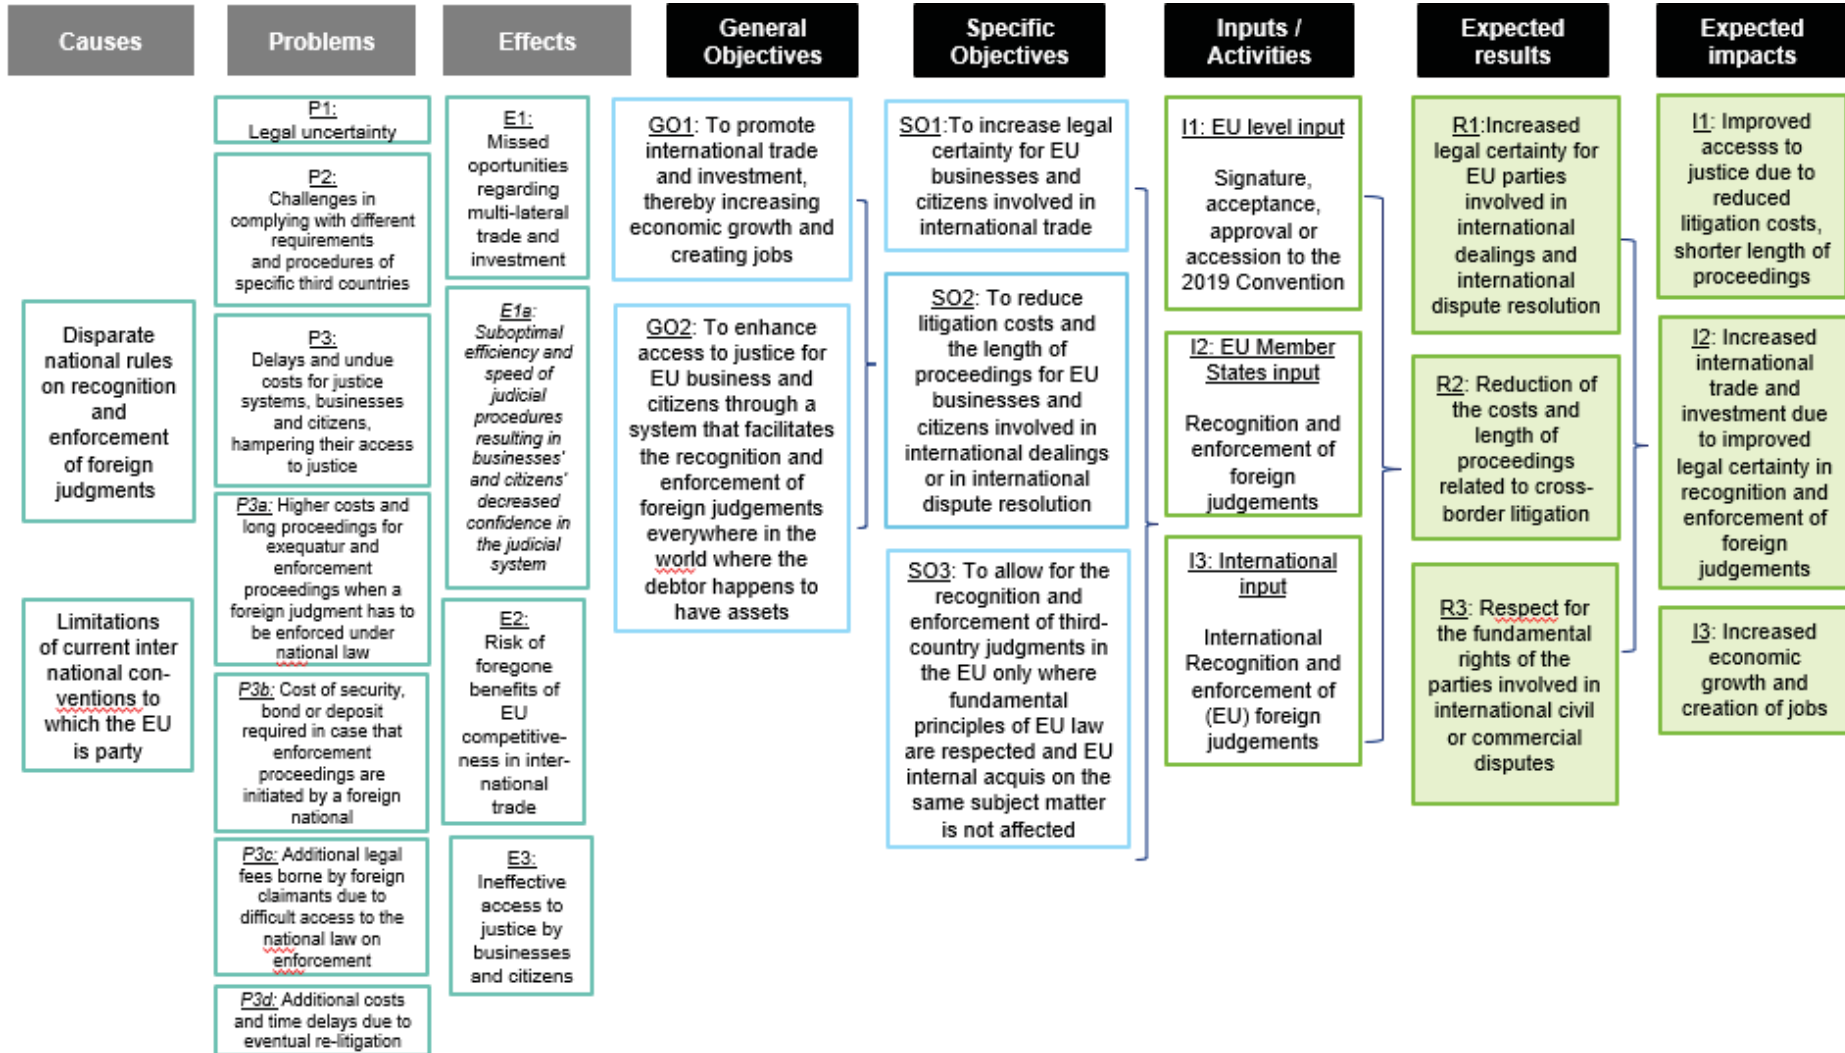 Causes
Problems
Effects
General
Objectives
Specific
Objectives
Inputs /
Activities
Expected
results
Expected
impacts
Disparate
national rules
on recognition
and
enforcement
of foreign
judgments
Limitations
of current inter
national con-
ventions to
which the EU
is party
P1:
Legal uncertainty
P2:
Challenges in
complying with different
requirements
and procedures of
specific third countries
P3:
Delays and undue
costs for justice
systems, businesses
and citizens,
hampering their access
to justice
P3a: Higher costs and
long proceedings for
exequatur and
enforcement
proceedings when a
foreign judgment has to
be enforced under
national law
P3b: Cost of security,
bond or deposit
required in case that
enforcement
proceedings are
initiated by a foreign
national
P3c: Additional legal
fees borne by foreign
claimants due to
difficult access to the
national law on
enforcement
P3d: Additional costs
and time delays due to
eventual re-litigation
E1:
Missed
oportunities
regarding
multi-lateral
trade and
investment
E1a:
Suboptimal
efficiency and
speed of
judicial
procedures
resulting in
businesses'
and citizens'
decreased
confidence in
the judicial
system
E2:
Risk of
foregone
benefits of
EU
competitive-
ness in inter-
national
trade
E3:
Ineffective
access to
justice by
businesses
and citizens
GO1: To promote
international trade
and investment,
thereby increasing
economic growth and
creating jobs
GO2: To enhance
access to justice for
EU business and
citizens through a
system that facilitates
the recognition and
enforcement of
foreign judgements
everywhere in the
world where the
debtor happens to
have assets
SO1:To increase legal
certainty for EU
businesses and
citizens involved in
international trade
SO2: To reduce
litigation costs and
the length of
proceedings for EU
businesses and
citizens involved in
international dealings
or in international
dispute resolution
SO3: To allow for the
recognition and
enforcement of third-
country judgments in
the EU only where
fundamental
principles of EU law
are respected and EU
internal acquis on the
same subject matter
is not affected
I1: EU level input
Signature,
acceptance,
approval or
accession to the
2019 Convention
I2: EU Member
States input
Recognition and
enforcement of
foreign
judgements
I3: International
input
International
Recognition and
enforcement of
(EU) foreign
judgements
R1:Increased
legal certainty for
EU parties
involved in
international
dealings and
international
dispute resolution
R2: Reduction of
the costs and
length of
proceedings
related to cross-
border litigation
R3: Respect for
the fundamental
rights of the
parties involved in
international civil
or commercial
disputes
I1: Improved
accesss to
justice due to
reduced
litigation costs,
shorter length of
proceedings
I2: Increased
international
trade and
investment due
to improved
legal certainty in
recognition and
enforcement of
foreign
judgements
I3: Increased
economic
growth and
creation of jobs